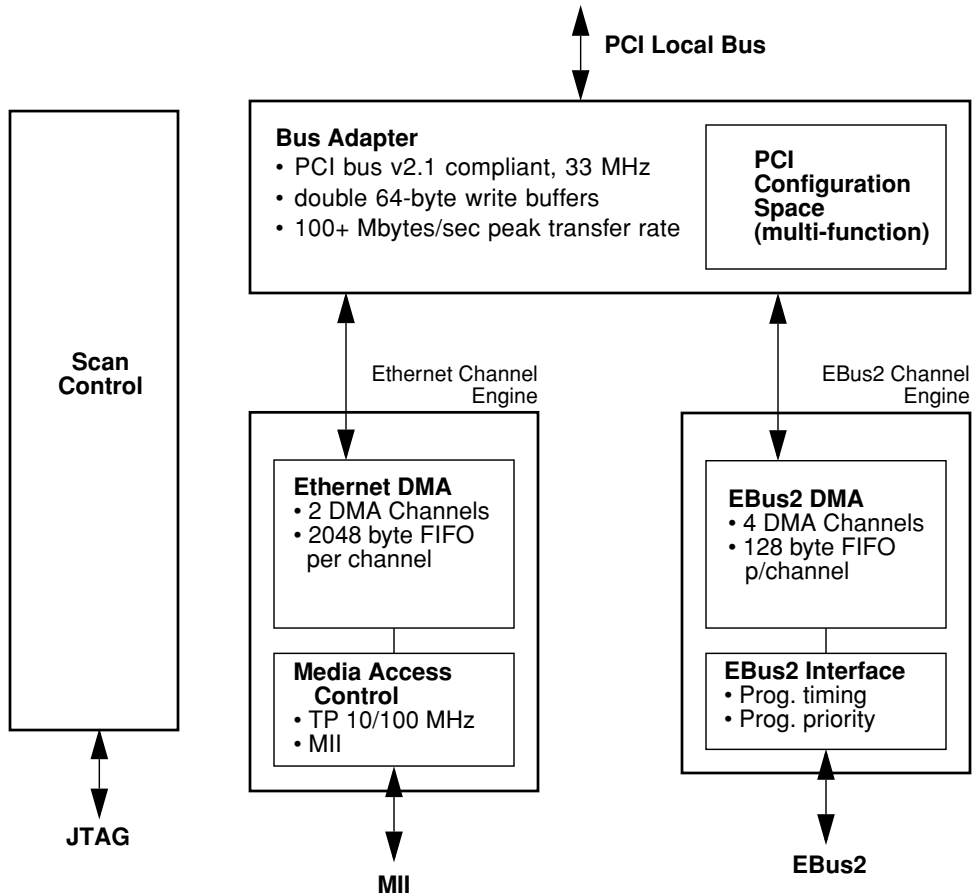 PCI Local Bus
Bus Adapter
• PCI bus v2.1 compliant, 33 MHz
• double 64-byte write buffers
• 100+ Mbytes/sec peak transfer rate
PCI
Configuration
Space
(multi-function)
Scan
Control
Ethernet Channel
Engine
EBus2 Channel
Engine
Ethernet DMA
• 2 DMA Channels
• 2048 byte FIFO
per channel
EBus2 DMA
• 4 DMA Channels
• 128 byte FIFO
p/channel
Media Access
Control
• TP 10/100 MHz
• MII
EBus2 Interface
• Prog. timing
• Prog. priority
JTAG
MII
EBus2